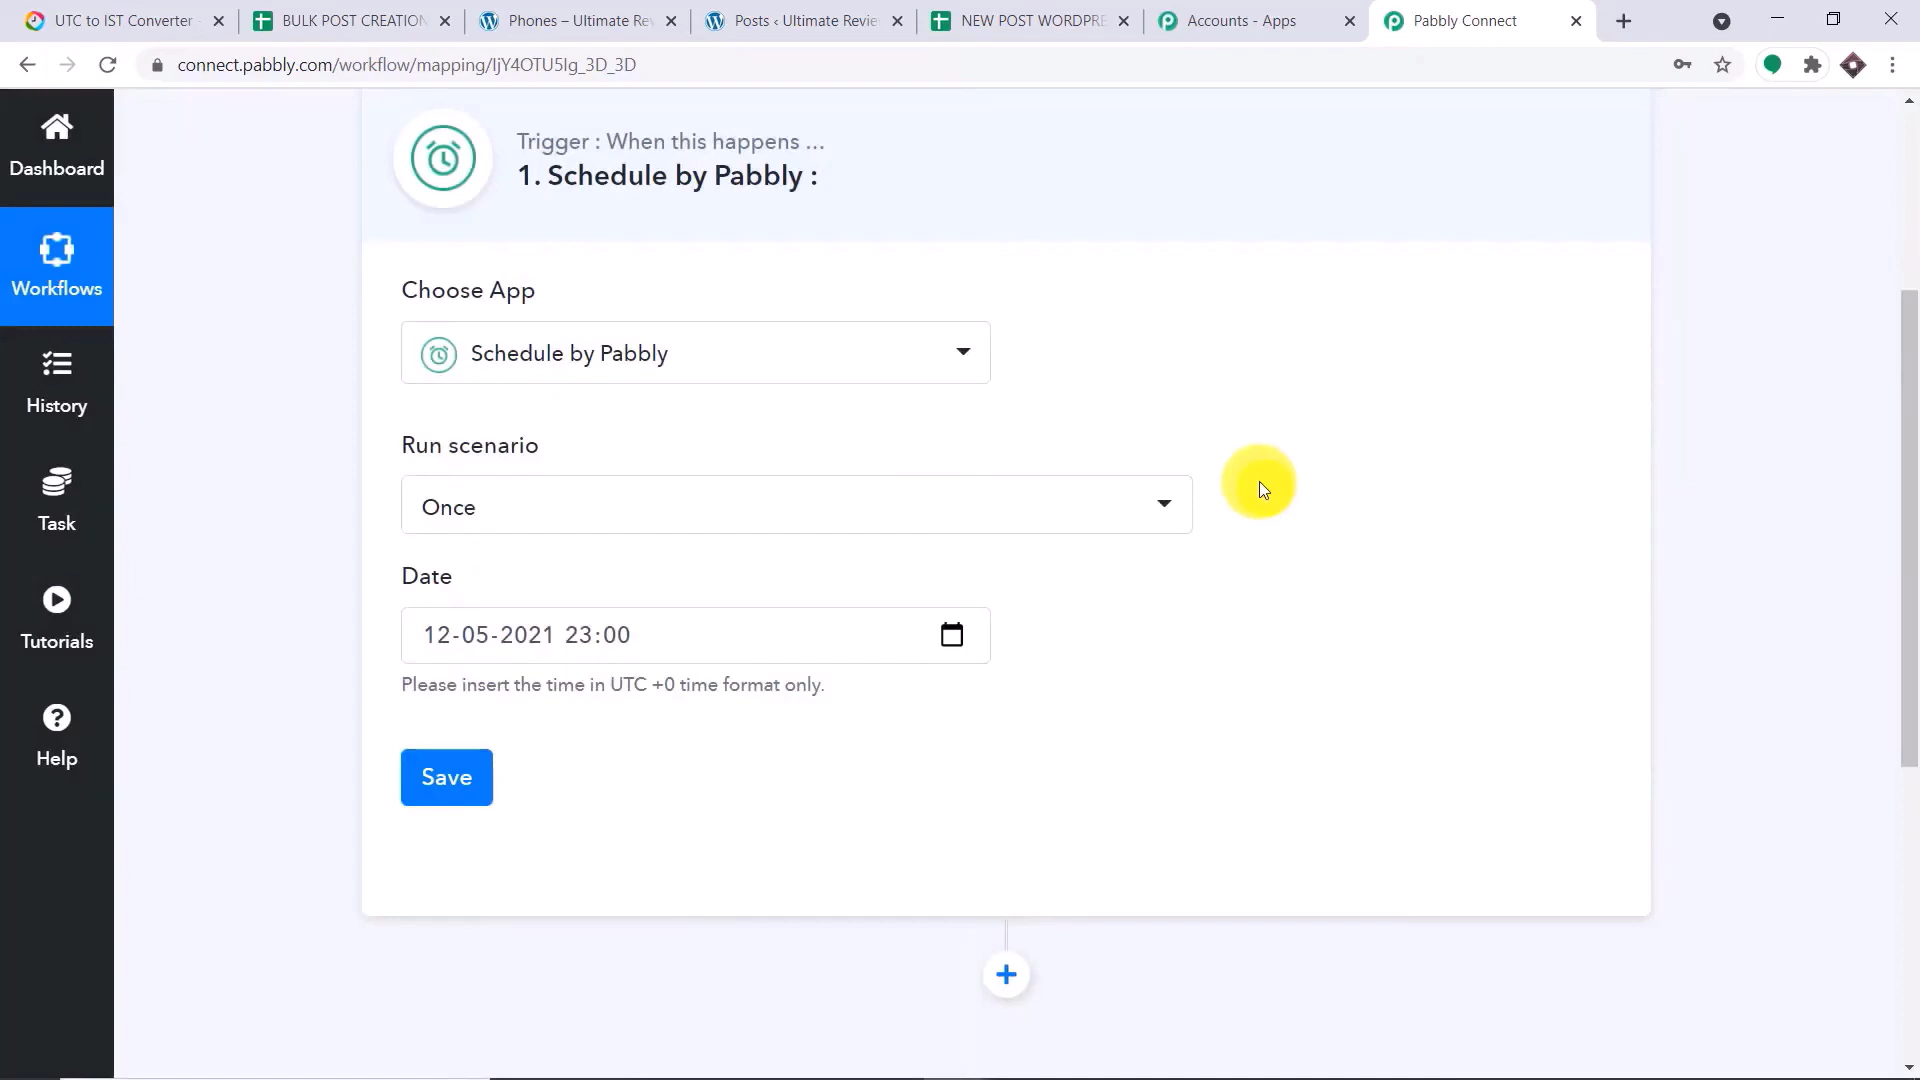 UTC to IST Converter
BULK POST CREATION
Phones – Ultimate Re
Posts ‹ Ultimate Revie
NEW POST WORDPRE
Accounts - Apps
Pabbly Connect
connect.pabbly.com/workflow/mapping/IjY4OTU5Ig_3D_3D
Dashboard
Workflows
History
Task
Tutorials
Help
Trigger : When this happens ...
1. Schedule by Pabbly :
Choose App
Schedule by Pabbly
Run scenario
Once
Date
12-05-2021 23:00
Please insert the time in UTC +0 time format only.
Save